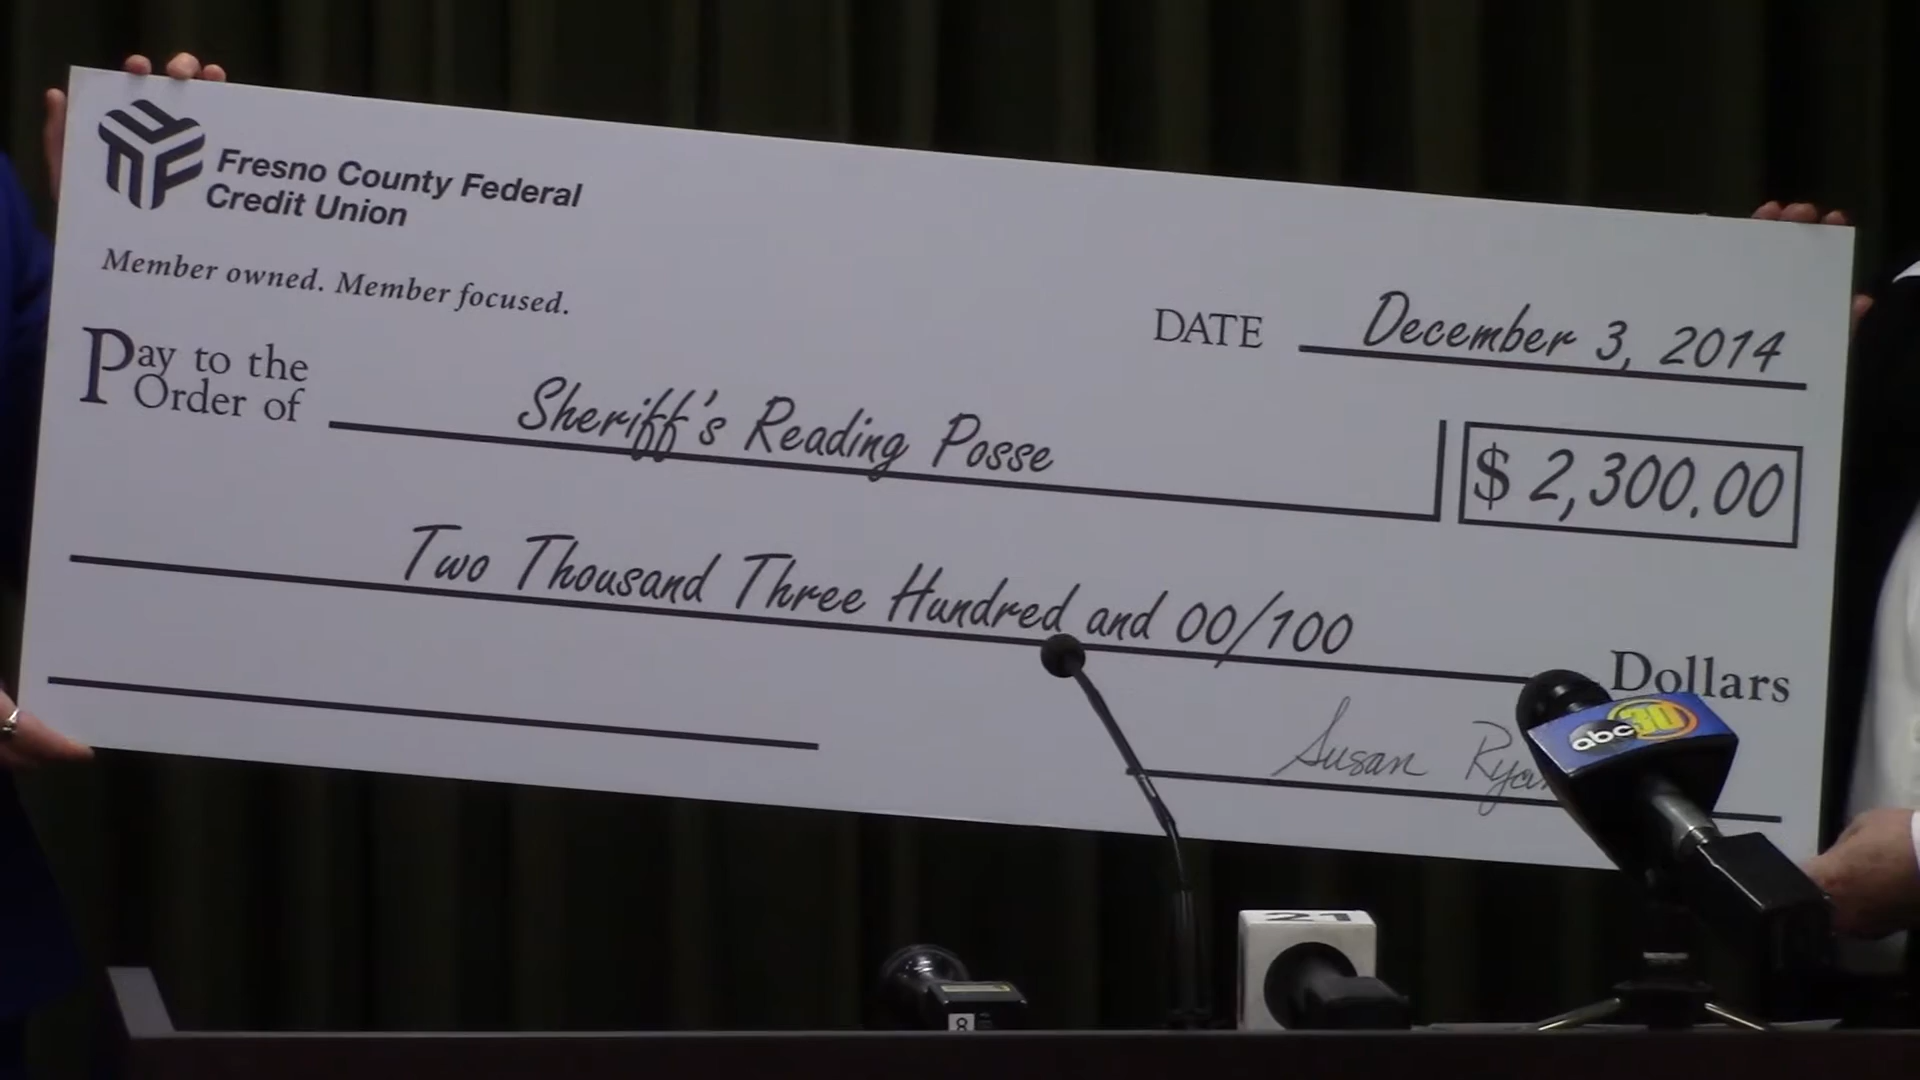 Fresno County Federal
Credit Union
Member owned. Member focused.
DATE December 3, 2014
Pay to the
Order of
Sheriff's Reading Posse
$ 2,300.00
Two Thousand Three Hundred and 00/100
Dollars
Susan
abc 30
21
8